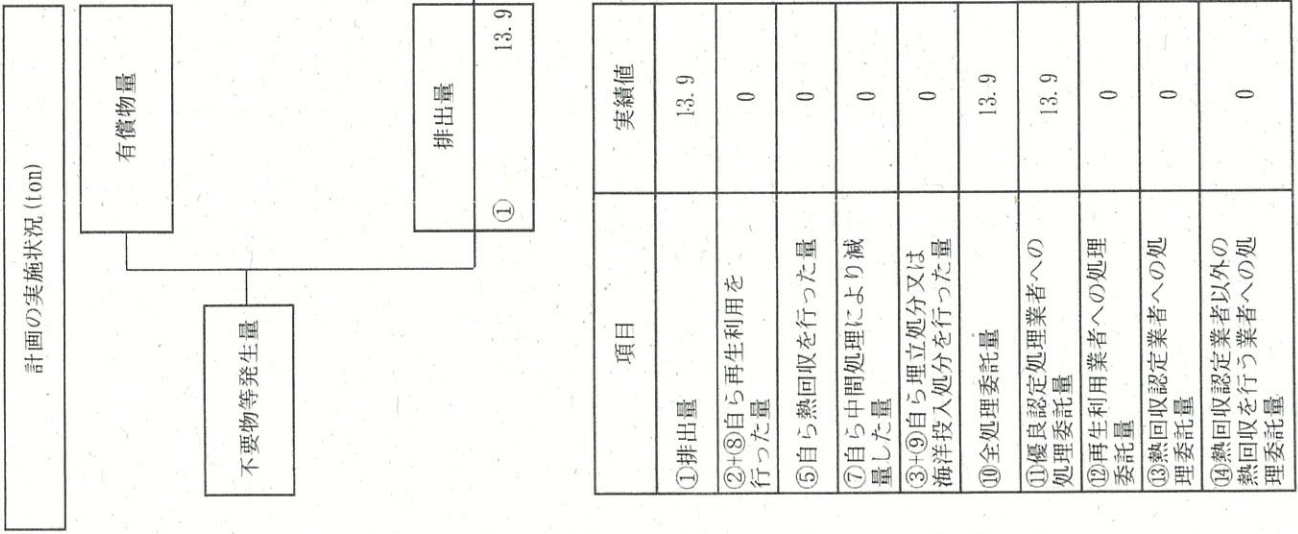 計画の実施状況 (ton)
有償物量
不要物等発生量
排出量
① 13.9
項目 実績値
①排出量 13.9
②+⑧自ら再生利用を
行った量 0
⑤自ら熱回収を行った量 0
⑦自ら中間処理により減
量した量 0
③+⑨自ら埋立処分又は
海洋投入処分を行った量 0
⑩全処理委託量 13.9
⑪優良認定処理業者への
処理委託量 13.9
⑫再生利用業者への処理
委託量 0
⑬熱回収認定業者への処
理委託量 0
⑭熱回収認定業者以外の
熱回収を行う業者への処
理委託量 0